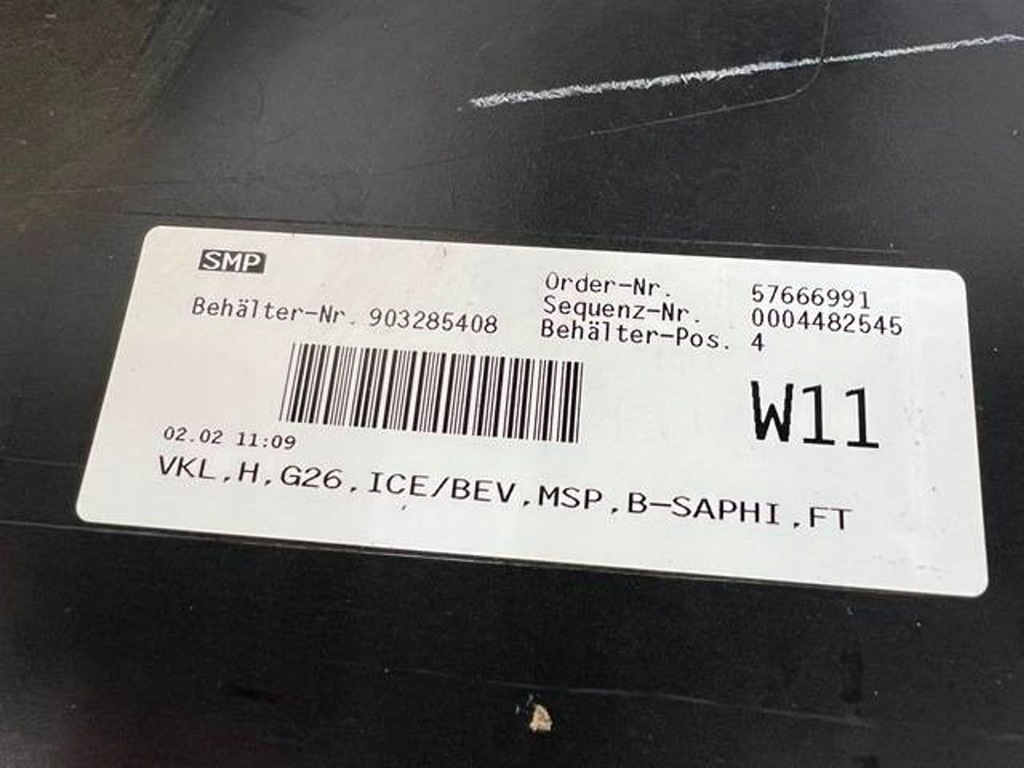 SMP
Behälter-Nr. 903285408
Order-Nr. 57666991
Sequenz-Nr. 0004482545
Behälter-Pos. 4
W11
02.02 11:09
VKL,H,G26,ICE/BEV,MSP,B-SAPHI,FT